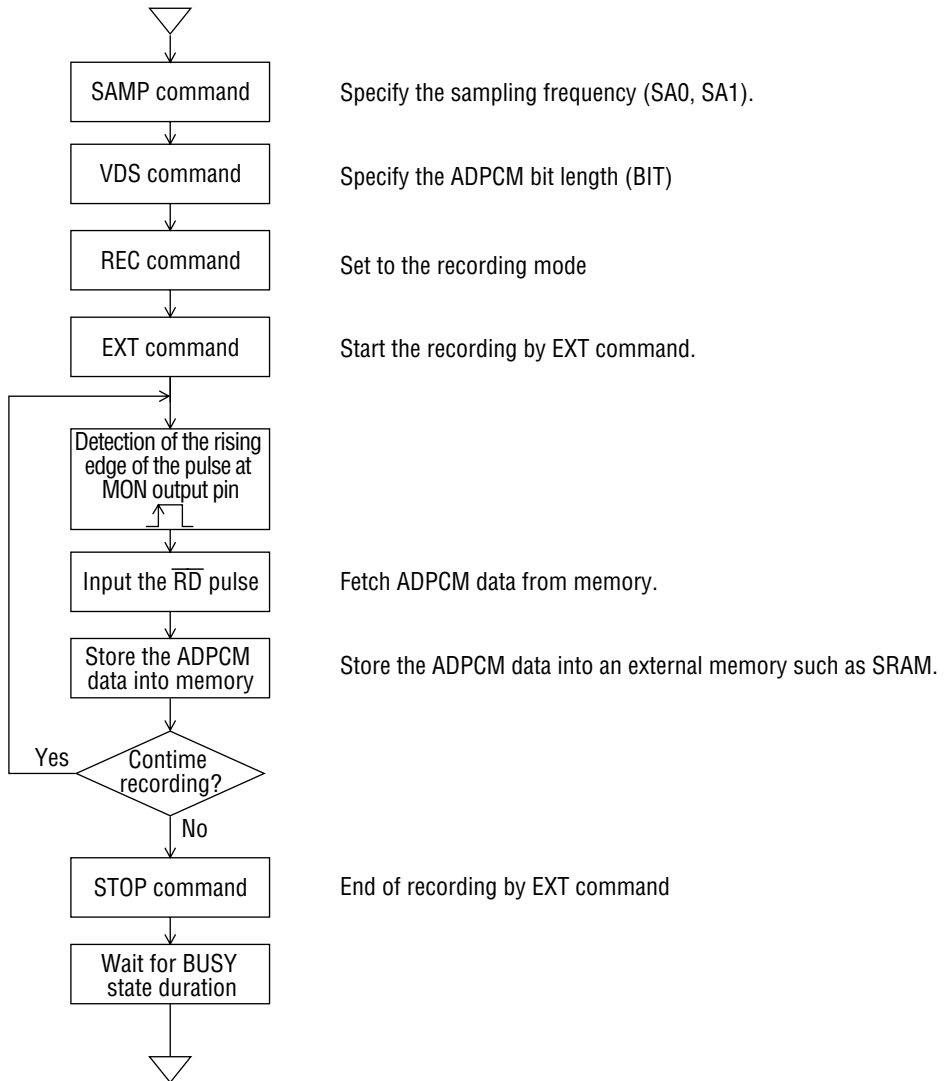 SAMP command
Specify the sampling frequency (SA0, SA1).
VDS command
Specify the ADPCM bit length (BIT)
REC command
Set to the recording mode
EXT command
Start the recording by EXT command.
Detection of the rising
edge of the pulse at
MON output pin
Input the R̅D̅ pulse
Fetch ADPCM data from memory.
Store the ADPCM
data into memory
Store the ADPCM data into an external memory such as SRAM.
Yes
Contime
recording?
No
STOP command
End of recording by EXT command
Wait for BUSY
state duration